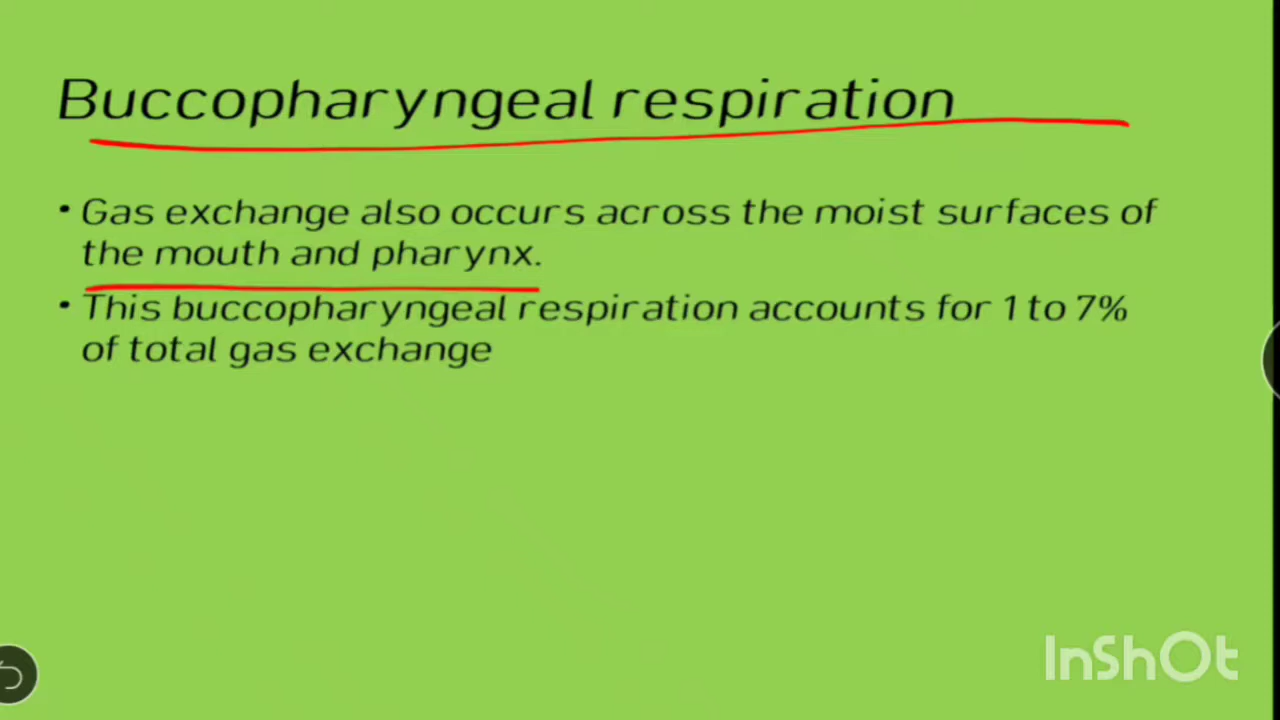 Buccopharyngeal respiration
• Gas exchange also occurs across the moist surfaces of
the mouth and pharynx.
• This buccopharyngeal respiration accounts for 1 to 7%
of total gas exchange
InShOt